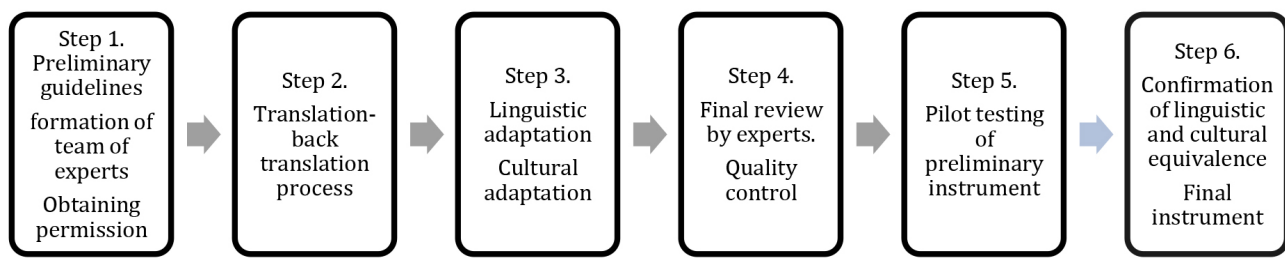 Step 1.
Preliminary
guidelines
formation of
team of
experts
Obtaining
permission
Step 2.
Translation-
back
translation
process
Step 3.
Linguistic
adaptation
Cultural
adaptation
Step 4.
Final review
by experts.
Quality
control
Step 5.
Pilot testing
of
preliminary
instrument
Step 6.
Confirmation
of linguistic
and cultural
equivalence
Final
instrument